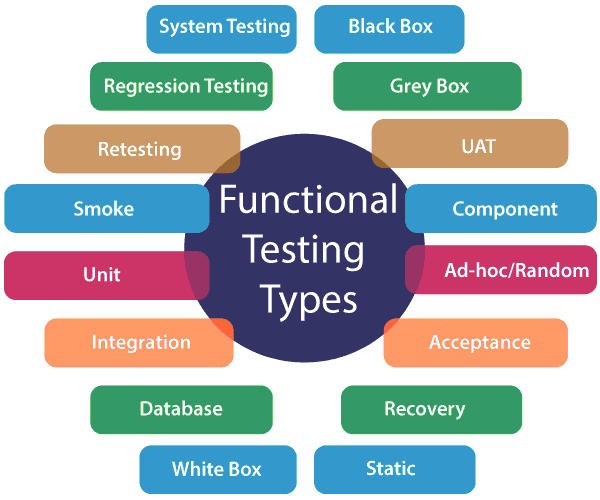 System Testing
Black Box
Regression Testing
Grey Box
Retesting
UAT
Functional
Testing
Types
Smoke
Component
Unit
Ad-hoc/Random
Integration
Acceptance
Database
Recovery
White Box
Static